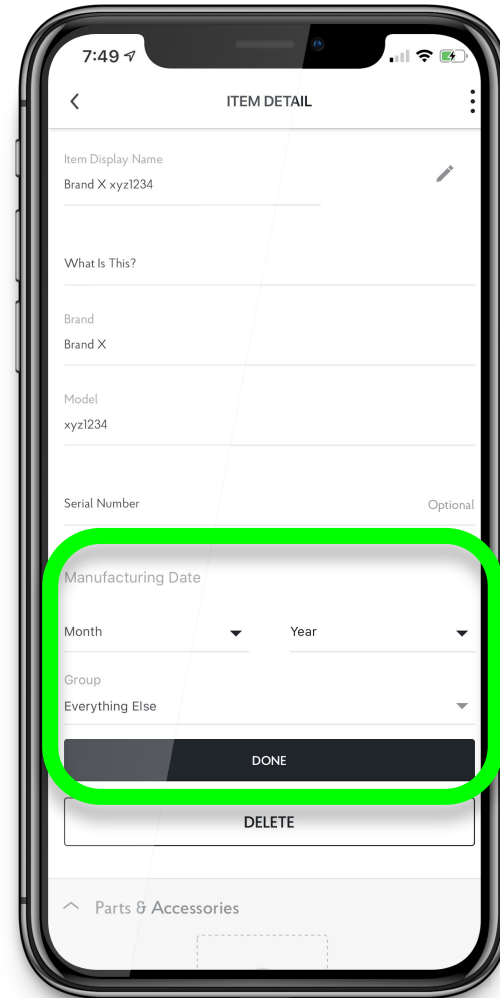 7:49
ITEM DETAIL
Item Display Name
Brand X xyz1234
What Is This?
Brand
Brand X
Model
xyz1234
Serial Number Optional
Manufacturing Date
Month Year
Group
Everything Else
DONE
DELETE
Parts & Accessories